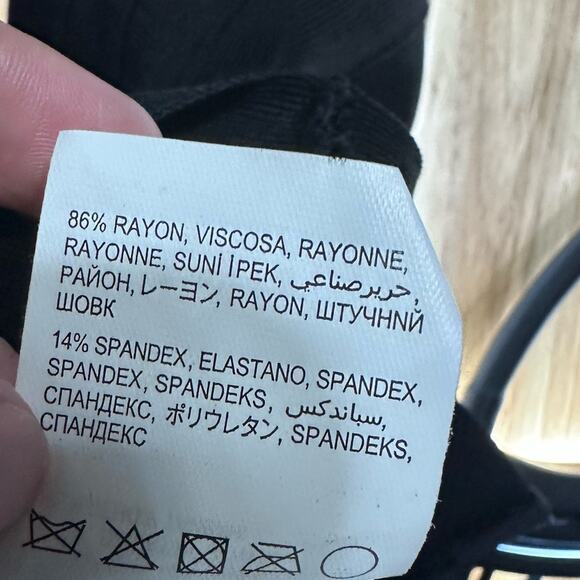 86% RAYON, VISCOSA, RAYONNE,
RAYONNE, SUNİ İPEK, حرير صناعي,
РАЙОН, レーヨン, RAYON, ШТУЧНИЙ
ШОВК
14% SPANDEX, ELASTANO, SPANDEX,
SPANDEX, SPANDEKS, سباندكس,
СПАНДЕКС, ポリウレタン, SPANDEKS,
СПАНДЕКС